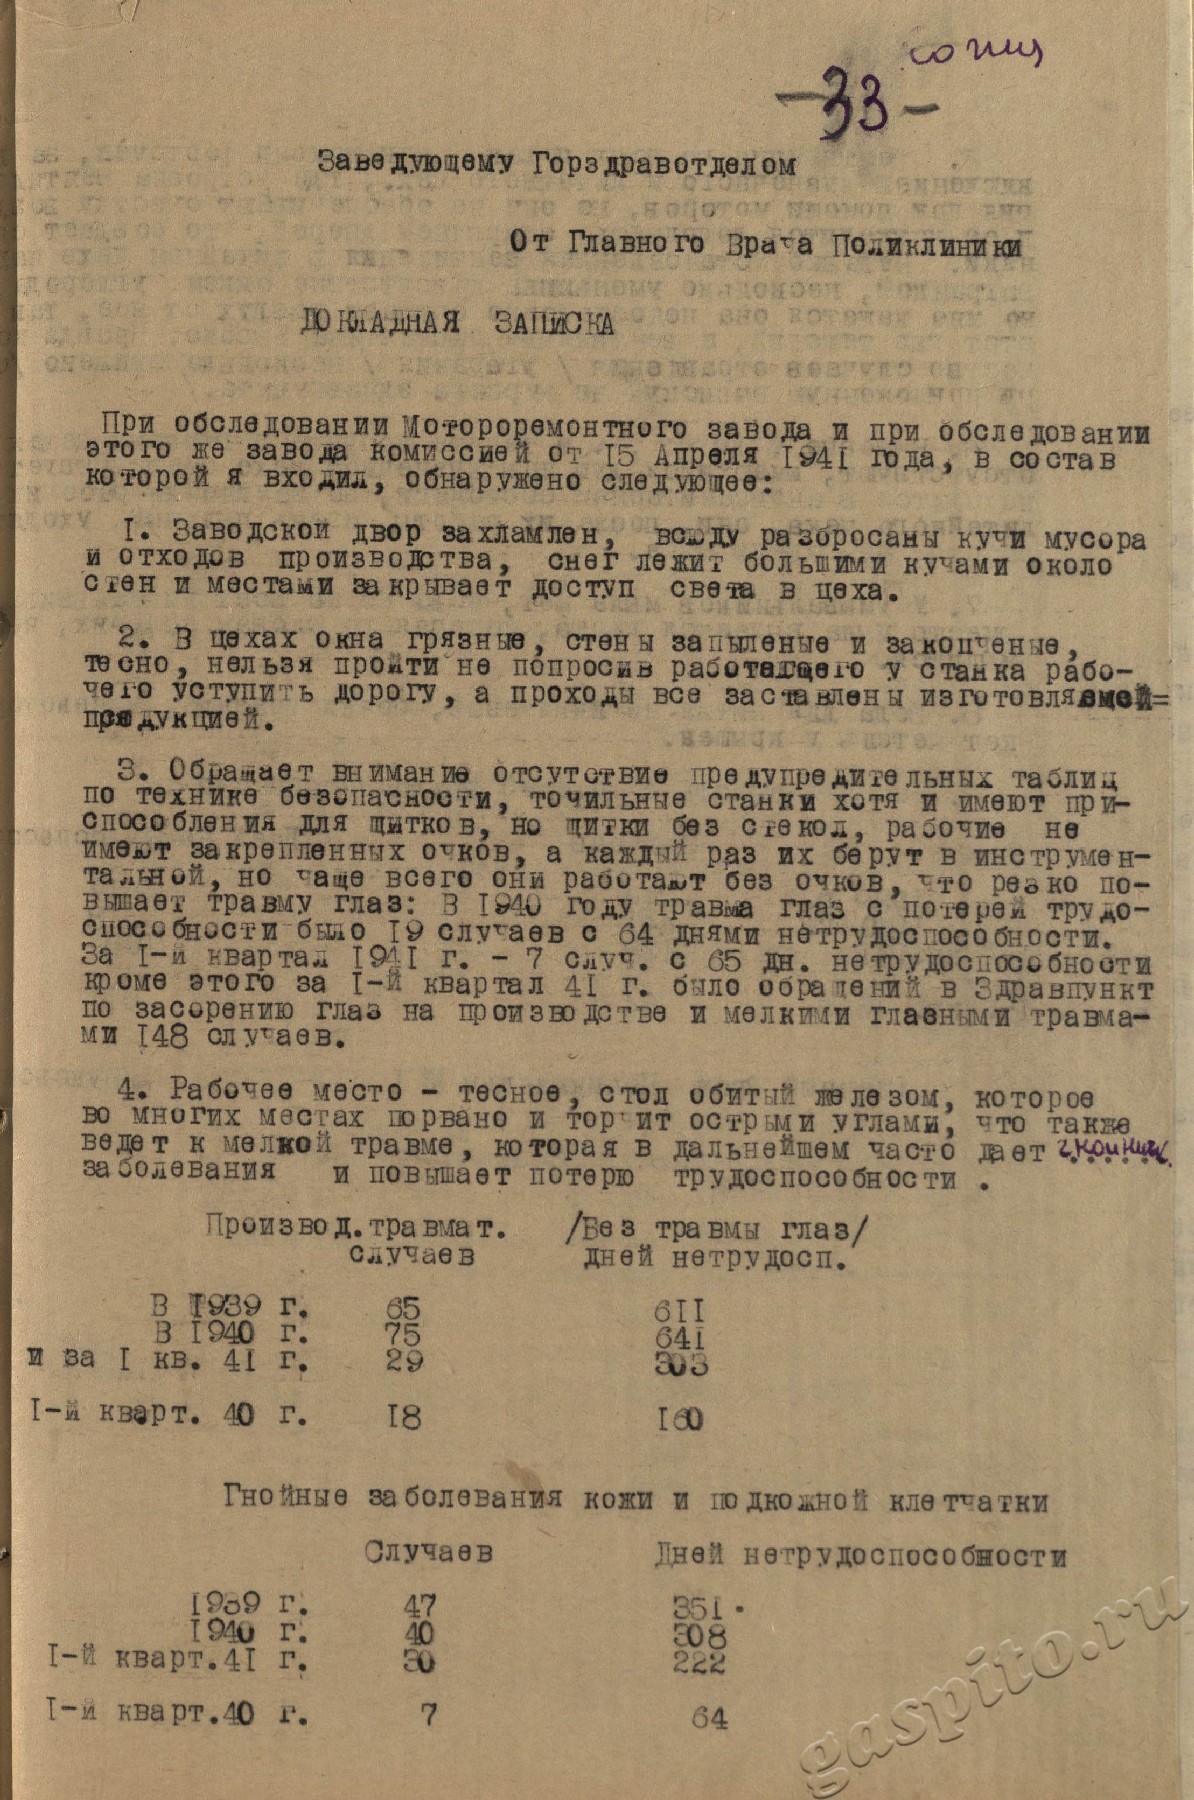 копия
-33-
Заведующему Горздравотделом
От Главного Врача Поликлиники
ДОКЛАДНАЯ ЗАПИСКА
При обследовании Мотороремонтного завода и при обследовании
этого же завода комиссией от 15 Апреля 1941 года, в состав
которой я входил, обнаружено следующее:
1. Заводской двор захламлен, всюду разбросаны кучи мусора
и отходов производства, снег лежит большими кучами около
стен и местами закрывает доступ света в цеха.
2. В цехах окна грязные, стены запыленые и закопченые,
тесно, нельзя пройти не попросив работающего у станка рабо-
чего уступить дорогу, а проходы все заставлены изготовляемой=
продукцией.
3. Обращает внимание отсутствие предупредительных таблиц
по технике безопасности, точильные станки хотя и имеют при-
способления для щитков, но щитки без стекол, рабочие не
имеют закрепленных очков, а каждый раз их берут в инструмен-
тальной, но чаще всего они работают без очков, что резко по-
вышает травму глаз: В 1940 году травма глаз с потерей трудо-
способности было 19 случаев с 64 днями нетрудоспособности.
За I-й квартал 1941 г. - 7 случ. с 65 дн. нетрудоспособности
кроме этого за I-й квартал 41 г. было обращений в Здравпункт
по засорению глаз на производстве и мелкими глазными травма-
ми 148 случаев.
4. Рабочее место - тесное, стол обитый железом, которое
во многих местах порвано и торчит острыми углами, что также
ведет к мелкой травме, которая в дальнейшем часто дает гнойные
заболевания и повышает потерю трудоспособности .
Производ.травмат. /Без травмы глаз/
случаев дней нетрудосп.
В 1939 г. 65 611
В 1940 г. 75 641
и за I кв. 41 г. 29 303
I-й кварт. 40 г. 18 160
Гнойные заболевания кожи и подкожной клетчатки
Случаев Дней нетрудоспособности
1939 г. 47 351
1940 г. 40 308
I-й кварт.41 г. 30 222
I-й кварт.40 г. 7 64
gaspito.ru